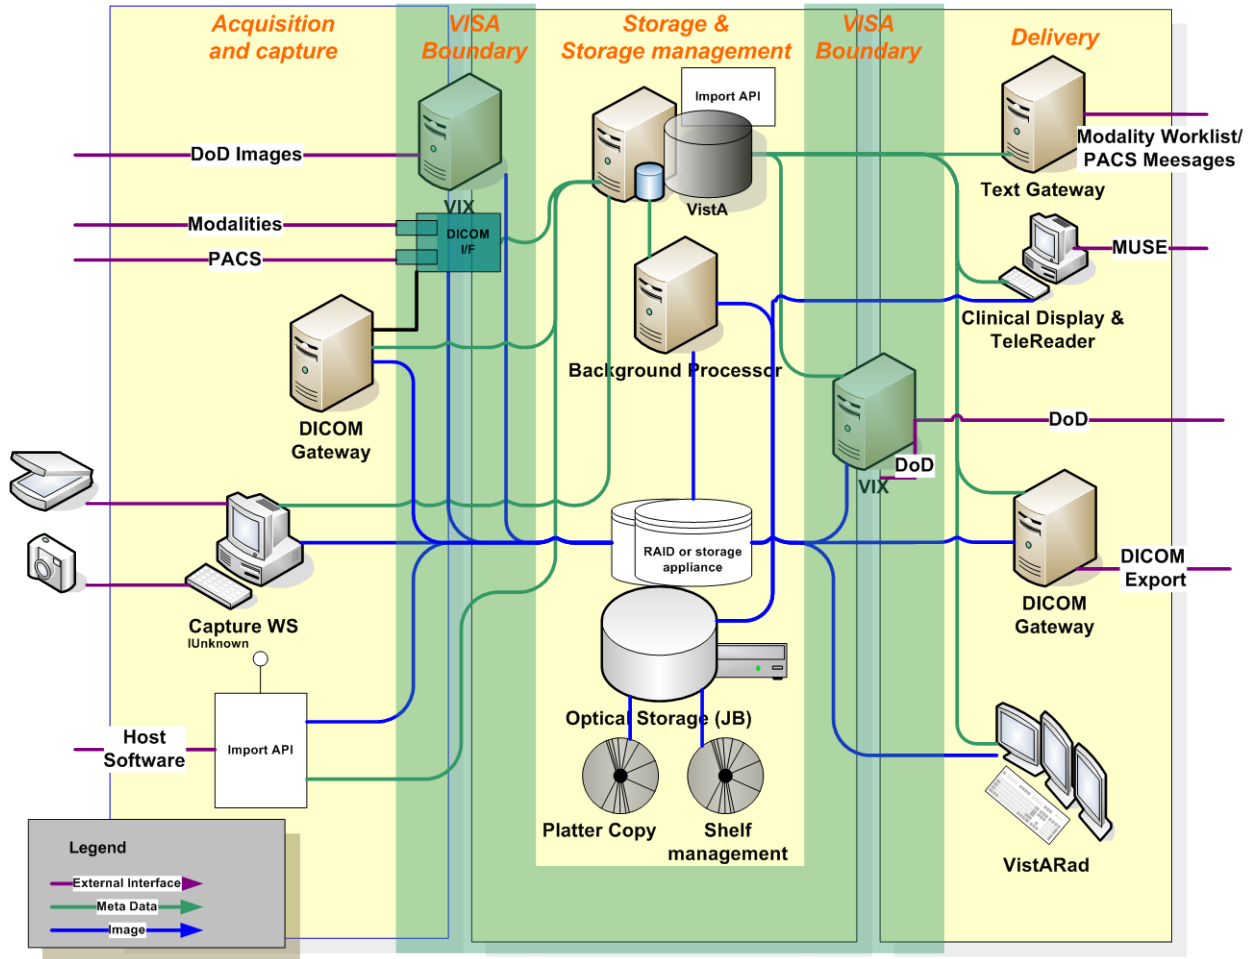 Acquisition
and capture
VISA
Boundary
Storage &
Storage management
VISA
Boundary
Delivery
Import API
DoD Images
Modality Worklist/
PACS Meesages
Text Gateway
VIX
VistA
Modalities
DICOM
I/F
PACS
MUSE
Clinical Display &
TeleReader
Background Processor
DICOM
Gateway
DoD
DoD
VIX
RAID or storage
appliance
DICOM
Export
DICOM
Gateway
Capture WS
IUnknown
Optical Storage (JB)
Host
Software
Import API
Platter Copy
Shelf
management
VistARad
Legend
External Interface
Meta Data
Image